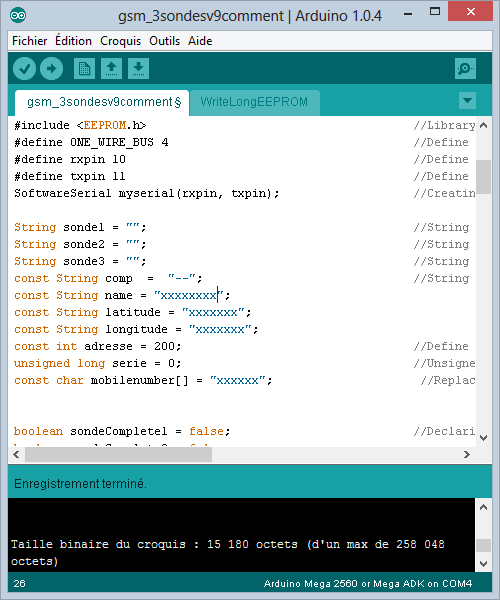 gsm_3sondesv9comment | Arduino 1.0.4
Fichier Édition Croquis Outils Aide
gsm_3sondesv9comment § WriteLongEEPROM
#include <EEPROM.h> //Library
#define ONE_WIRE_BUS 4 //Define
#define rxpin 10 //Define
#define txpin 11 //Define
SoftwareSerial myserial(rxpin, txpin); //Creatin
String sonde1 = ""; //String
String sonde2 = ""; //String
String sonde3 = ""; //String
const String comp = "--"; //String
const String name = "xxxxxxxx";
const String latitude = "xxxxxxx";
const String longitude = "xxxxxxx";
const int adresse = 200; //Define
unsigned long serie = 0; //Unsigne
const char mobilenumber[] = "xxxxxx"; //Replac
boolean sondeComplete1 = false; //Declari
Enregistrement terminé.
Taille binaire du croquis : 15 180 octets (d'un max de 258 048
octets)
26 Arduino Mega 2560 or Mega ADK on COM4